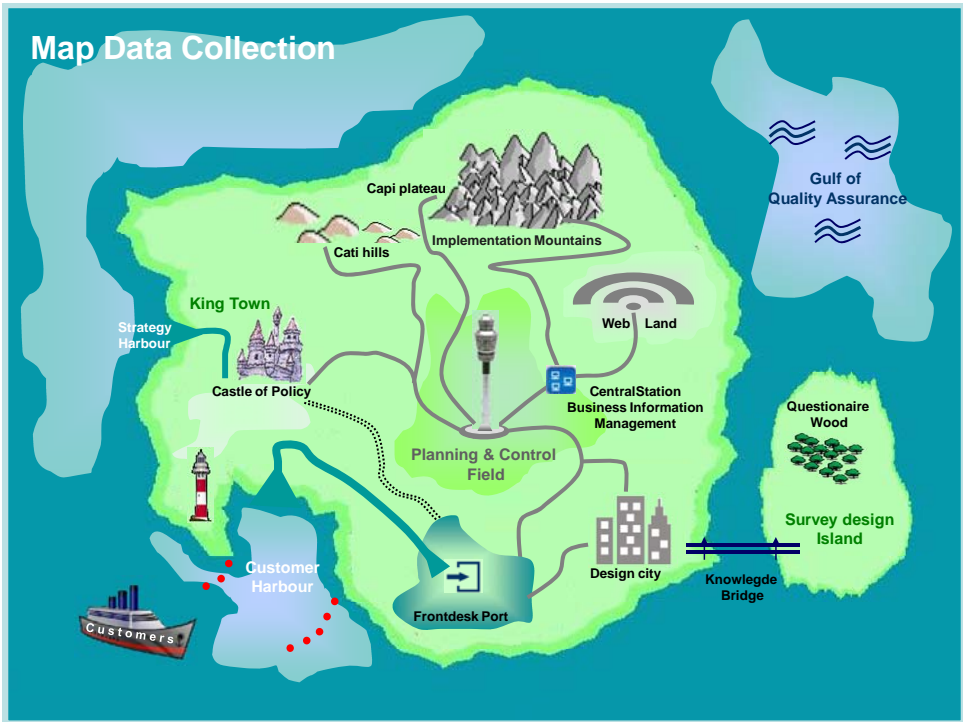 Map Data Collection
Gulf of
Quality Assurance
Capi plateau
Implementation Mountains
Cati hills
King Town
Strategy
Harbour
Web Land
Castle of Policy
CentralStation
Business Information
Management
Questionaire
Wood
Planning & Control
Field
Survey design
Island
Customer
Harbour
Design city
Knowlegde
Bridge
Frontdesk Port
Customers